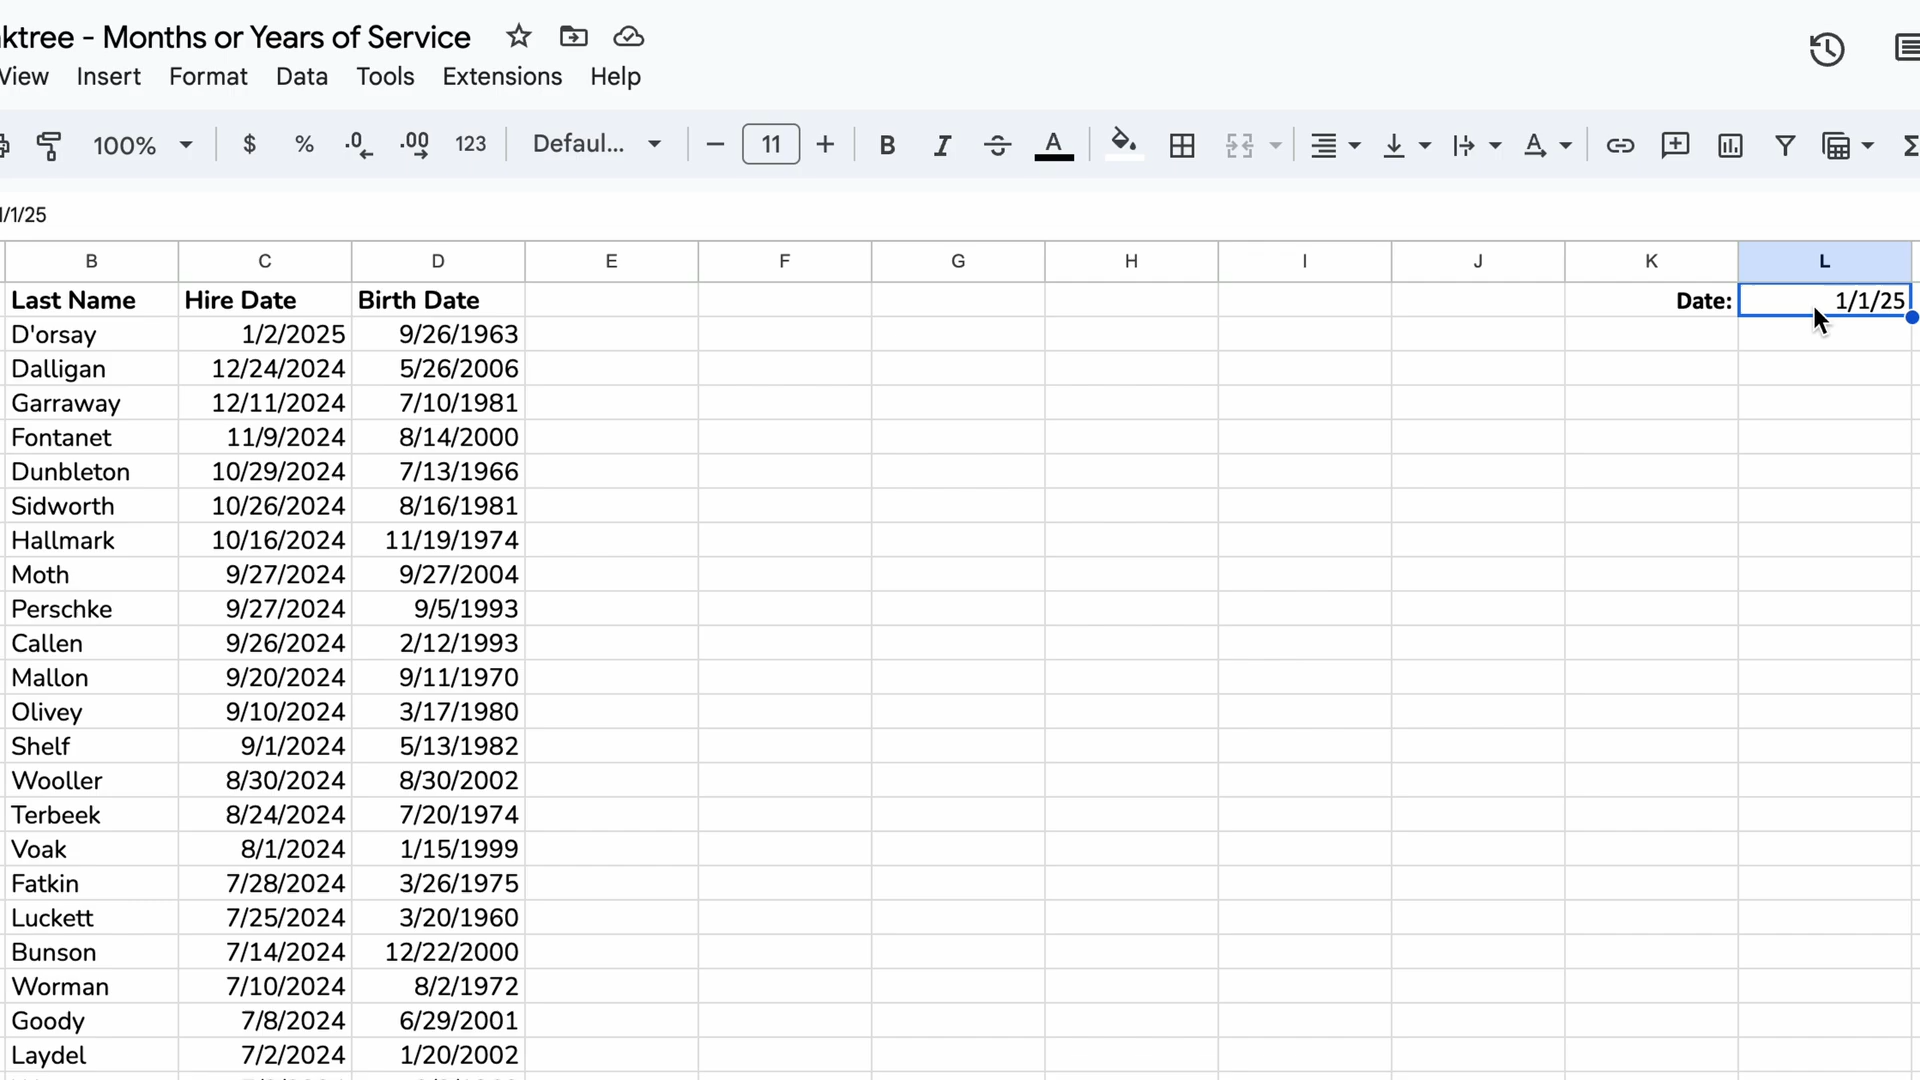 ktree - Months or Years of Service
View Insert Format Data Tools Extensions Help
100% $ % .0 .00 123 Defaul... 11 B I A
1/1/25
B C D E F G H I J K L
Last Name Hire Date Birth Date Date: 1/1/25
D'orsay 1/2/2025 9/26/1963
Dalligan 12/24/2024 5/26/2006
Garraway 12/11/2024 7/10/1981
Fontanet 11/9/2024 8/14/2000
Dunbleton 10/29/2024 7/13/1966
Sidworth 10/26/2024 8/16/1981
Hallmark 10/16/2024 11/19/1974
Moth 9/27/2024 9/27/2004
Perschke 9/27/2024 9/5/1993
Callen 9/26/2024 2/12/1993
Mallon 9/20/2024 9/11/1970
Olivey 9/10/2024 3/17/1980
Shelf 9/1/2024 5/13/1982
Wooller 8/30/2024 8/30/2002
Terbeek 8/24/2024 7/20/1974
Voak 8/1/2024 1/15/1999
Fatkin 7/28/2024 3/26/1975
Luckett 7/25/2024 3/20/1960
Bunson 7/14/2024 12/22/2000
Worman 7/10/2024 8/2/1972
Goody 7/8/2024 6/29/2001
Laydel 7/2/2024 1/20/2002